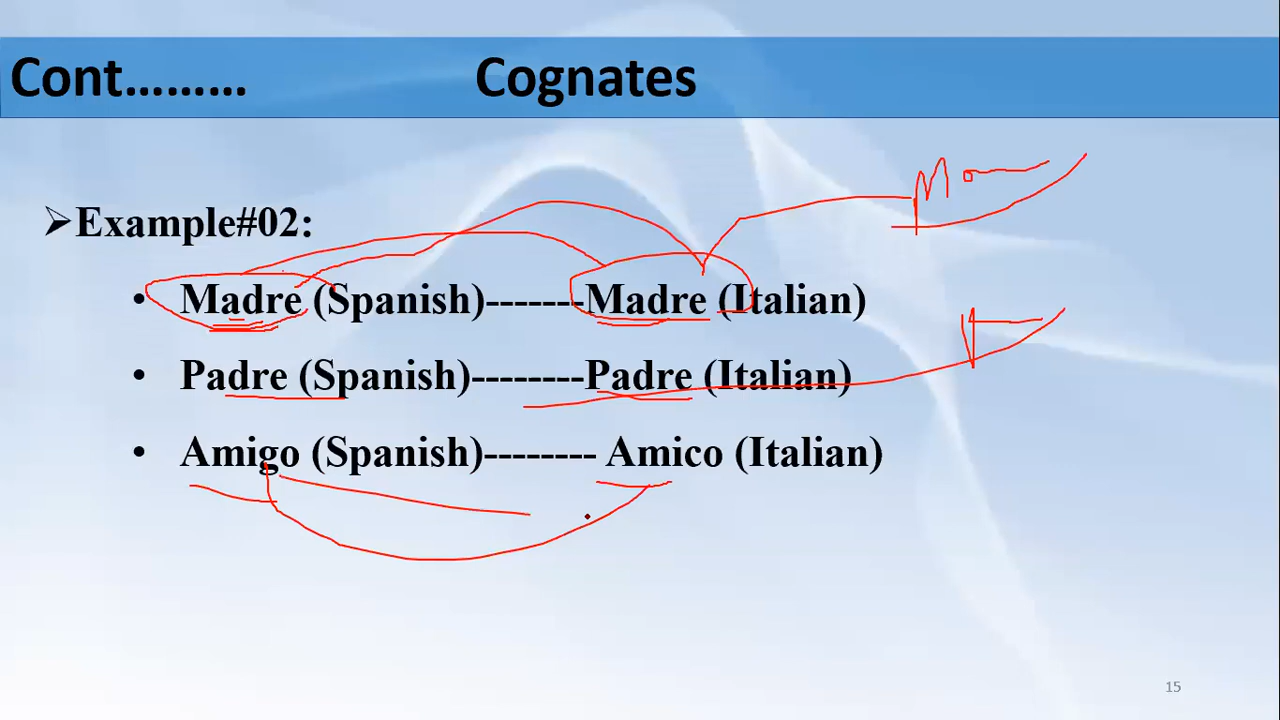 Cont……… Cognates
➢Example#02:
• Madre (Spanish)-------Madre (Italian)
• Padre (Spanish)--------Padre (Italian)
• Amigo (Spanish)-------- Amico (Italian)
15